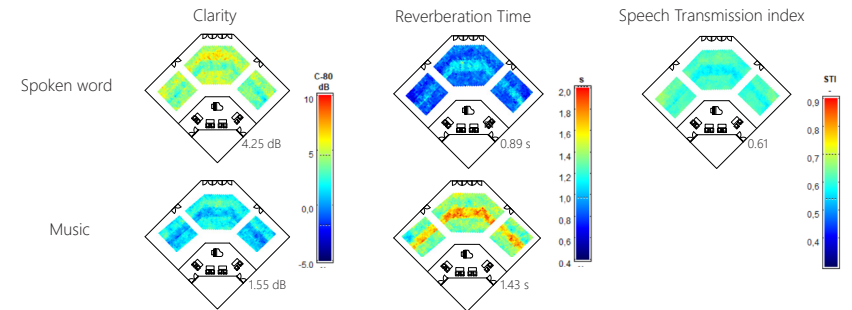 Clarity
Reverberation Time
Speech Transmission index
Spoken word
C-80
dB
10
5
0,0
-5.0
4.25 dB
s
2.0
1.8
1.6
1,4
1.2
1.0
0,8
0.6
0.4
0.89 s
STI
-
0,9
0,8
0,7
0,6
0,5
0,4
0.61
Music
1.55 dB
1.43 s